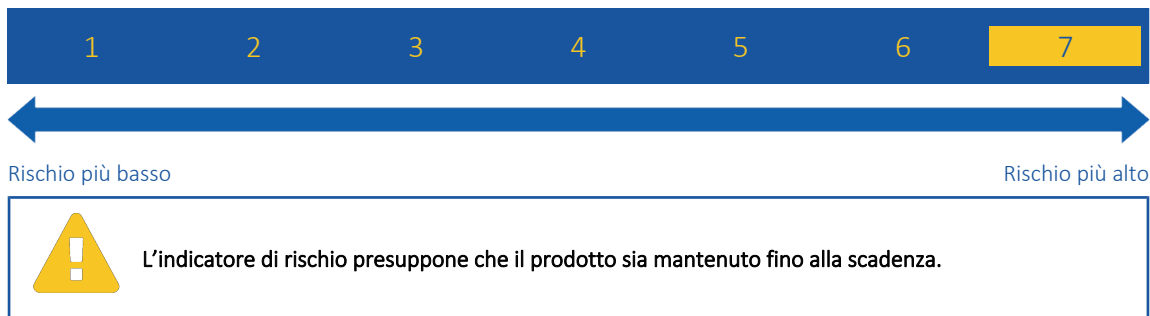 1 2 3 4 5 6 7
Rischio più basso Rischio più alto
L'indicatore di rischio presuppone che il prodotto sia mantenuto fino alla scadenza.